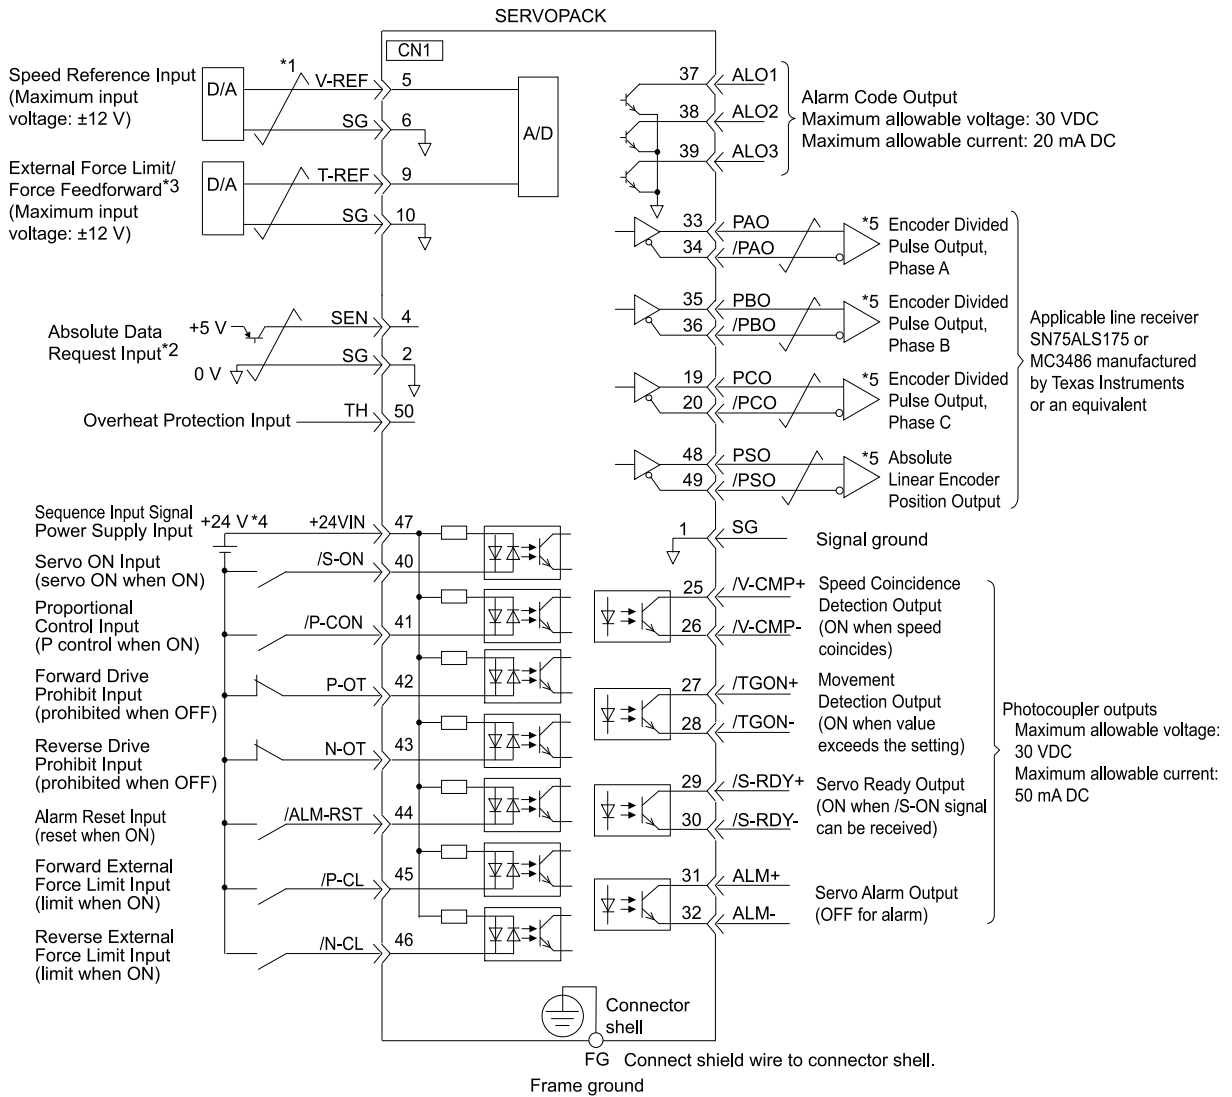 SERVOPACK
CN1
Speed Reference Input
(Maximum input
voltage: ±12 V)
D/A
*1
V-REF
5
SG
6
A/D
External Force Limit/
Force Feedforward*3
(Maximum input
voltage: ±12 V)
D/A
T-REF
9
SG
10
Absolute Data
Request Input*2
+5 V
0 V
SEN
4
SG
2
Overheat Protection Input
TH
50
Sequence Input Signal
Power Supply Input
+24 V *4
+24VIN
47
Servo ON Input
(servo ON when ON)
/S-ON
40
Proportional
Control Input
(P control when ON)
/P-CON
41
Forward Drive
Prohibit Input
(prohibited when OFF)
P-OT
42
Reverse Drive
Prohibit Input
(prohibited when OFF)
N-OT
43
Alarm Reset Input
(reset when ON)
/ALM-RST
44
Forward External
Force Limit Input
(limit when ON)
/P-CL
45
Reverse External
Force Limit Input
(limit when ON)
/N-CL
46
37
ALO1
38
ALO2
39
ALO3
Alarm Code Output
Maximum allowable voltage: 30 VDC
Maximum allowable current: 20 mA DC
33
PAO
34
/PAO
*5
Encoder Divided
Pulse Output,
Phase A
35
PBO
36
/PBO
*5
Encoder Divided
Pulse Output,
Phase B
19
PCO
20
/PCO
*5
Encoder Divided
Pulse Output,
Phase C
48
PSO
49
/PSO
*5
Absolute
Linear Encoder
Position Output
Applicable line receiver
SN75ALS175 or
MC3486 manufactured
by Texas Instruments
or an equivalent
1
SG
Signal ground
25
/V-CMP+
26
/V-CMP-
Speed Coincidence
Detection Output
(ON when speed
coincides)
27
/TGON+
28
/TGON-
Movement
Detection Output
(ON when value
exceeds the setting)
29
/S-RDY+
30
/S-RDY-
Servo Ready Output
(ON when /S-ON signal
can be received)
31
ALM+
32
ALM-
Servo Alarm Output
(OFF for alarm)
Photocoupler outputs
Maximum allowable voltage:
30 VDC
Maximum allowable current:
50 mA DC
Connector
shell
FG
Connect shield wire to connector shell.
Frame ground